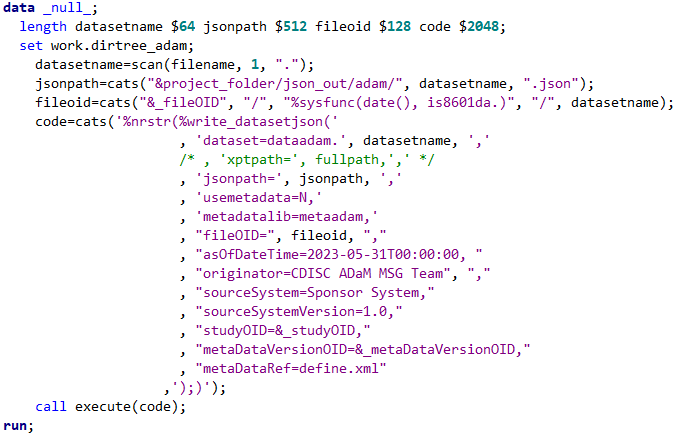 data _null_;
  length datasetname $64 jsonpath $512 fileoid $128 code $2048;
  set work.dirtree_adam;
    datasetname=scan(filename, 1, ".");
    jsonpath=cats("&project_folder/json_out/adam/", datasetname, ".json");
    fileoid=cats("&_fileOID", "/", "%sysfunc(date(), is8601da.)", "/", datasetname);
    code=cats('%nrstr(%write_datasetjson('
                      , 'dataset=dataadam.', datasetname, ','
                      /* , 'xptpath=', fullpath,',' */
                      , 'jsonpath=', jsonpath, ','
                      , 'usemetadata=N,'
                      , 'metadatalib=metaadam,'
                      , "fileOID=", fileoid, ","
                      , "asOfDateTime=2023-05-31T00:00:00, "
                      , "originator=CDISC ADaM MSG Team", ","
                      , "sourceSystem=Sponsor System,"
                      , "sourceSystemVersion=1.0,"
                      , "studyOID=&_studyOID,"
                      , "metaDataVersionOID=&_metaDataVersionOID,"
                      , "metaDataRef=define.xml"
                    ,');)');
    call execute(code);
run;